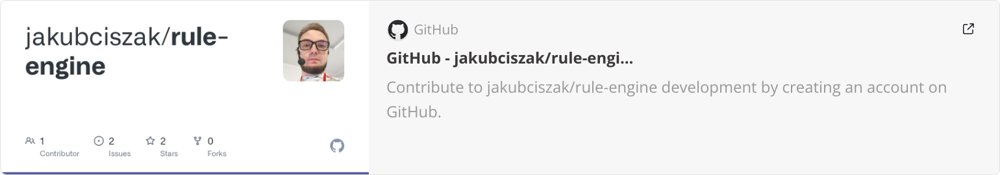 jakubciszak/rule-
engine
1
Contributor
2
Issues
2
Stars
0
Forks
GitHub
GitHub - jakubciszak/rule-engi...
Contribute to jakubciszak/rule-engine development by creating an account on
GitHub.